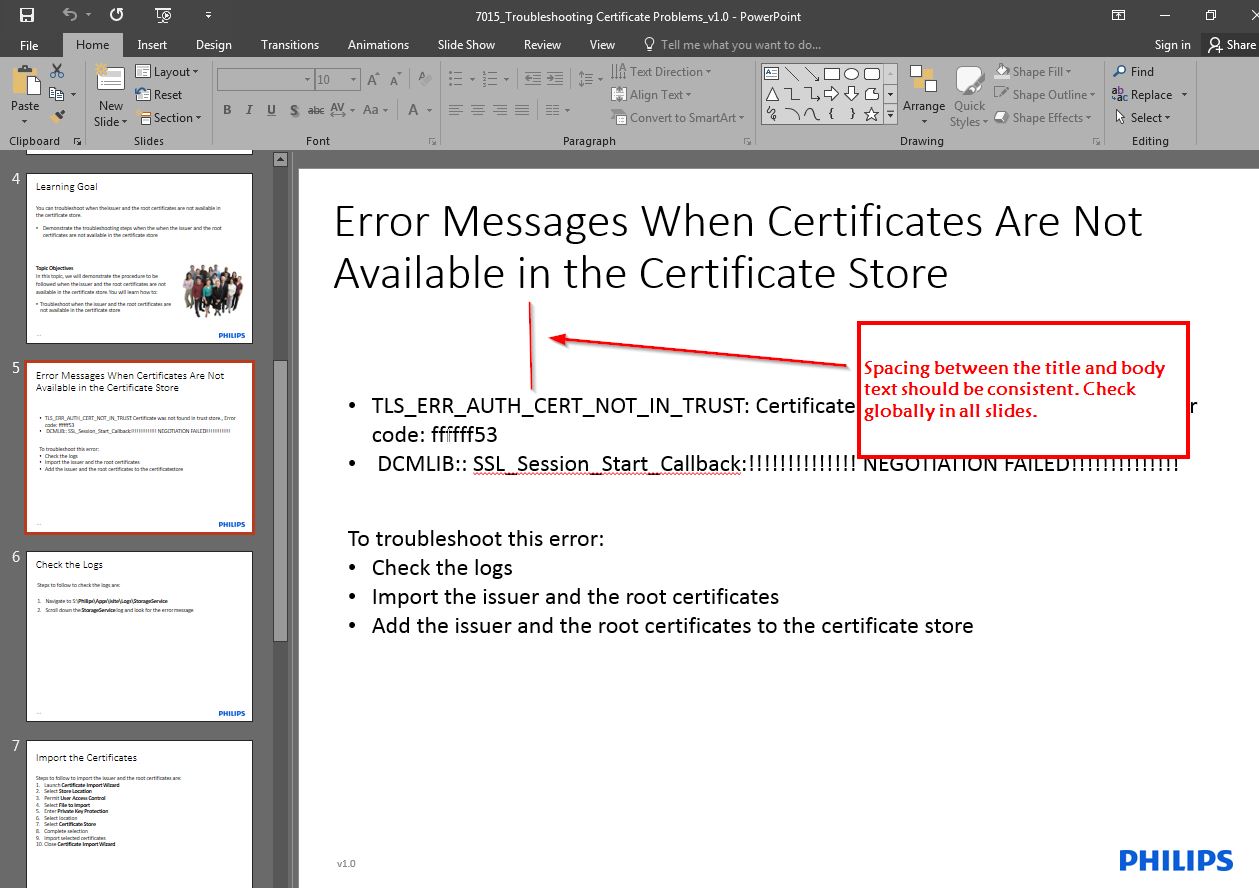 7015_Troubleshooting Certificate Problems_v1.0 - PowerPoint
File Home Insert Design Transitions Animations Slide Show Review View Tell me what you want to do... Sign in Share
Paste
New Slide
Layout
Reset
Section
10
B I U S abc AV Aa A
Text Direction
Align Text
Convert to SmartArt
Arrange
Quick Styles
Shape Fill
Shape Outline
Shape Effects
Find
Replace
Select
Clipboard Slides Font Paragraph Drawing Editing
4
Learning Goal
You can troubleshoot when the issuer and the root certificates are not available in
the certificate store.
• Demonstrate the troubleshooting steps when the when the issuer and the root
certificates are not available in the certificate store
Topic Objectives
In this topic, we will demonstrate the procedure to be
followed when the issuer and the root certificates are not
available in the certificate store. You will learn how to:
• Troubleshoot when the issuer and the root certificates are
not available in the certificate store
PHILIPS
5
Error Messages When Certificates Are Not
Available in the Certificate Store
• TLS_ERR_AUTH_CERT_NOT_IN_TRUST: Certificate was not found in trust store., Error
code: ffffff53
• DCMLIB:: SSL_Session_Start_Callback:!!!!!!!!!!!!!! NEGOTIATION FAILED!!!!!!!!!!!!!!
To troubleshoot this error:
• Check the logs
• Import the issuer and the root certificates
• Add the issuer and the root certificates to the certificate store
PHILIPS
6
Check the Logs
Steps to follow to check the logs are:
1. Navigate to S:\Philips\Apps\iSite\Logs\StorageService
2. Scroll down the StorageService log and look for the error message
PHILIPS
7
Import the Certificates
Steps to follow to import the issuer and the root certificates are:
1. Launch Certificate Import Wizard
2. Select Store Location
3. Permit User Access Control
4. Select File to Import
5. Enter Private Key Protection
6. Select location
7. Select Certificate Store
8. Complete selection
9. Import selected certificates
10. Close Certificate Import Wizard
Error Messages When Certificates Are Not
Available in the Certificate Store
Spacing between the title and body
text should be consistent. Check
globally in all slides.
• TLS_ERR_AUTH_CERT_NOT_IN_TRUST: Certificate r
code: ffffff53
• DCMLIB:: SSL_Session_Start_Callback:!!!!!!!!!!!!!! NEGOTIATION FAILED!!!!!!!!!!!!!!
To troubleshoot this error:
• Check the logs
• Import the issuer and the root certificates
• Add the issuer and the root certificates to the certificate store
v1.0
PHILIPS